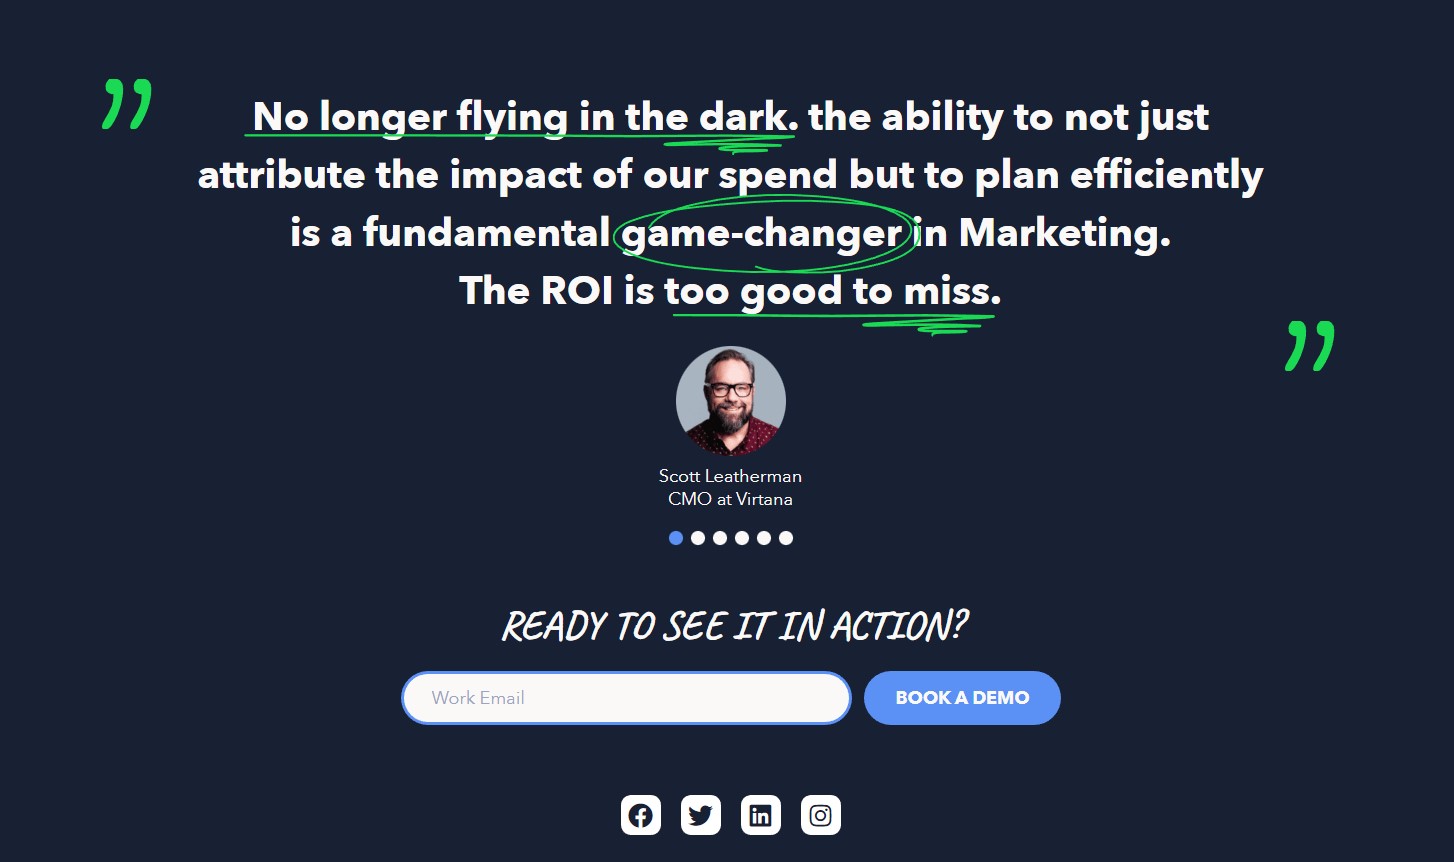 ”
No longer flying in the dark. the ability to not just
attribute the impact of our spend but to plan efficiently
is a fundamental game-changer in Marketing.
The ROI is too good to miss.
”
Scott Leatherman
CMO at Virtana
READY TO SEE IT IN ACTION?
Work Email
BOOK A DEMO